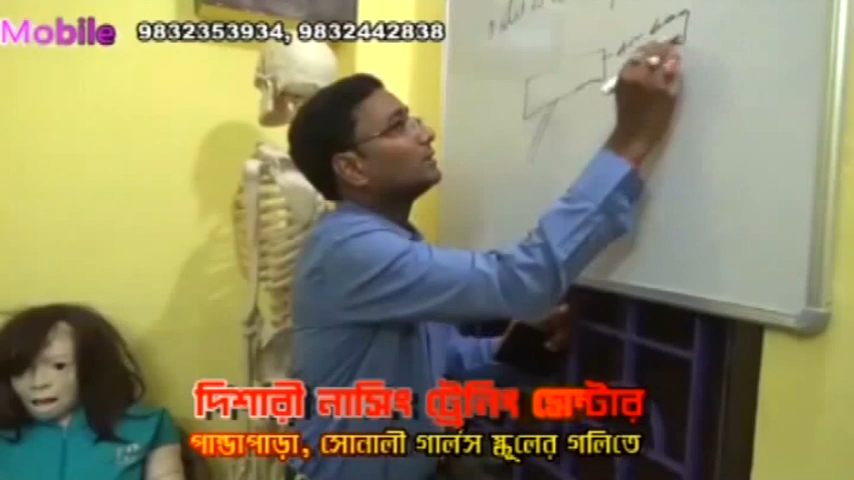 Mobile 9832353934, 9832442838
দিশারী নার্সিং ট্রেনিং সেন্টার
পান্ডাপাড়া, সোনালী গার্লস স্কুলের গলিতে